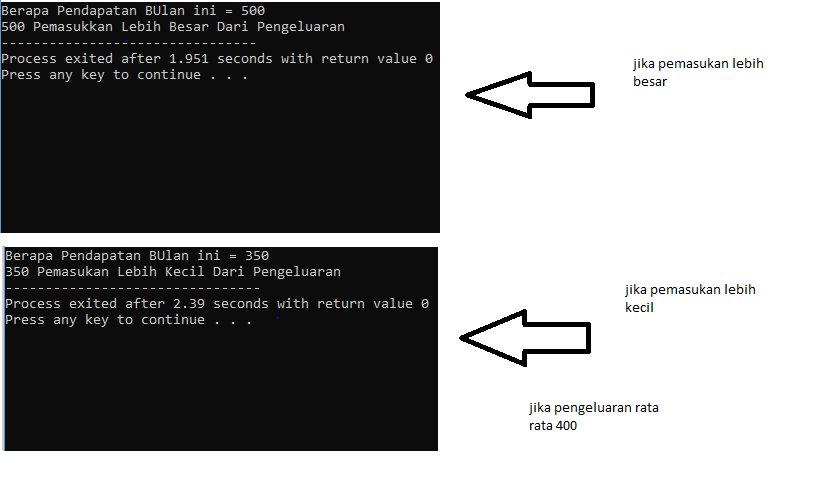 Berapa Pendapatan BUlan ini = 500
500 Pemasukkan Lebih Besar Dari Pengeluaran
--------------------------------
Process exited after 1.951 seconds with return value 0
Press any key to continue . . .
jika pemasukan lebih
besar
Berapa Pendapatan BUlan ini = 350
350 Pemasukan Lebih Kecil Dari Pengeluaran
--------------------------------
Process exited after 2.39 seconds with return value 0
Press any key to continue . . .
jika pemasukan lebih
kecil
jika pengeluaran rata
rata 400